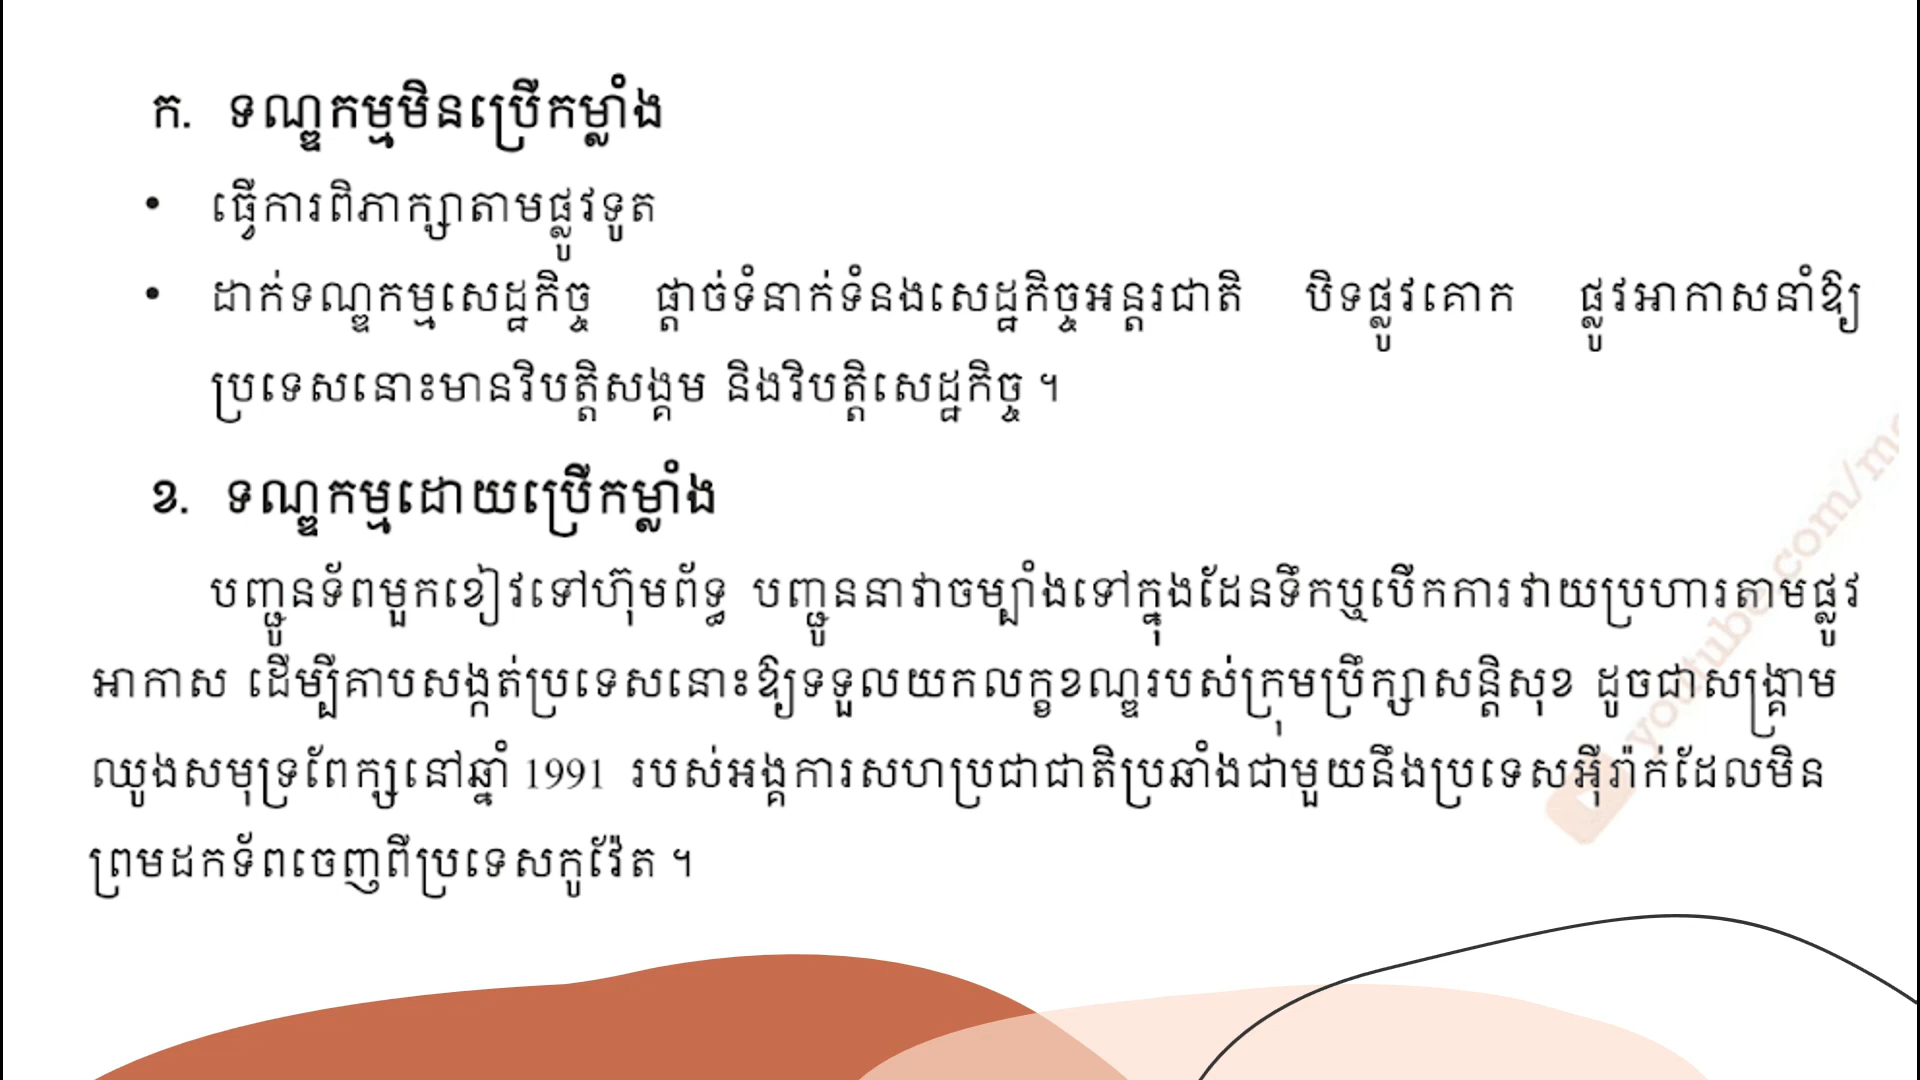 ក. ទណ្ឌកម្មមិនប្រើកម្លាំង
• ធ្វើការពិភាក្សាតាមផ្លូវទូត
• ដាក់ទណ្ឌកម្មសេដ្ឋកិច្ច ផ្តាច់ទំនាក់ទំនងសេដ្ឋកិច្ចអន្តរជាតិ បិទផ្លូវគោក ផ្លូវអាកាសនាំឱ្យ
ប្រទេសនោះមានវិបត្តិសង្គម និងវិបត្តិសេដ្ឋកិច្ច ។
ខ. ទណ្ឌកម្មដោយប្រើកម្លាំង
បញ្ជូនទ័ពមួកខៀវទៅហ៊ុមព័ទ្ធ បញ្ជូននាវាចម្បាំងទៅក្នុងដែនទឹកឬបើកការវាយប្រហារតាមផ្លូវ
អាកាស ដើម្បីគាបសង្កត់ប្រទេសនោះឱ្យទទួលយកលក្ខខណ្ឌរបស់ក្រុមប្រឹក្សាសន្តិសុខ ដូចជាសង្គ្រាម
ឈូងសមុទ្រពែក្សនៅឆ្នាំ 1991 របស់អង្គការសហប្រជាជាតិប្រឆាំងជាមួយនឹងប្រទេសអ៊ីរ៉ាក់ដែលមិន
ព្រមដកទ័ពចេញពីប្រទេសកូវ៉ែត ។
youtube.com/m